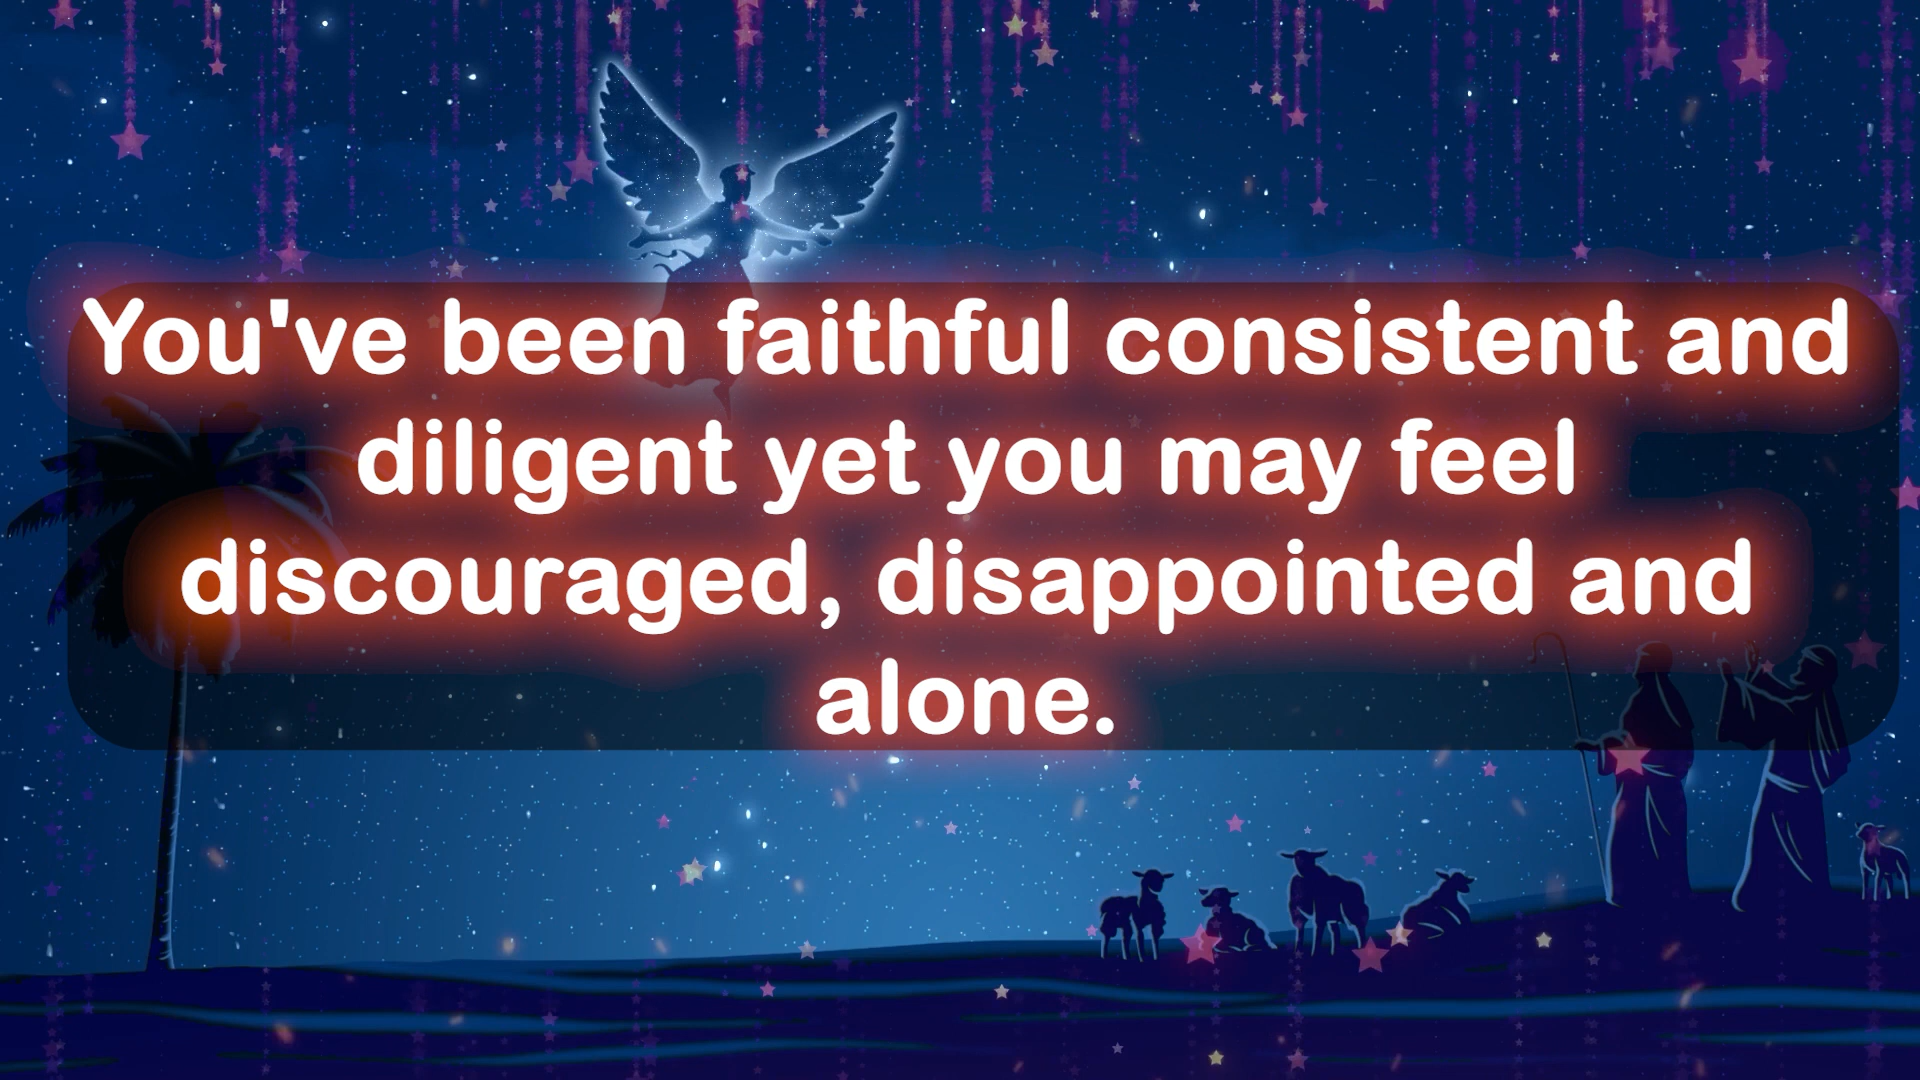 You've been faithful consistent and
diligent yet you may feel
discouraged, disappointed and
alone.